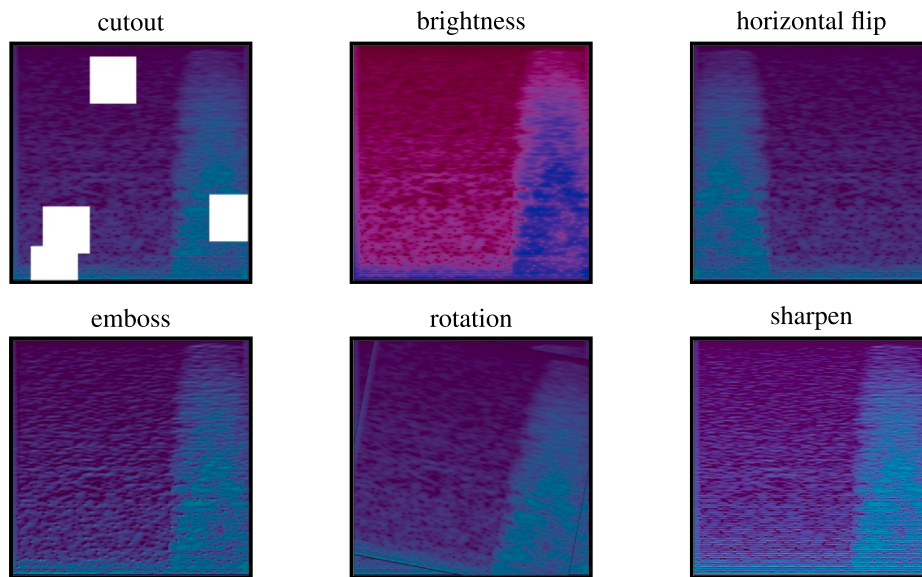 cutout
brightness
horizontal flip
emboss
rotation
sharpen